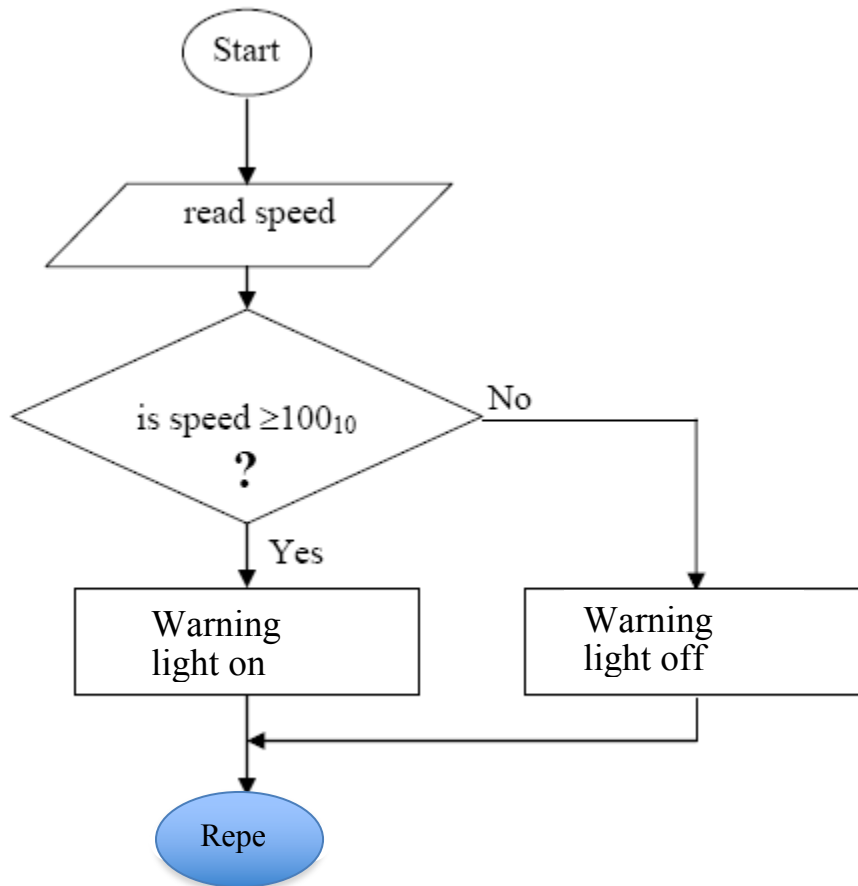 Start
read speed
is speed ≥100₁₀
?
No
Yes
Warning
light on
Warning
light off
Repe